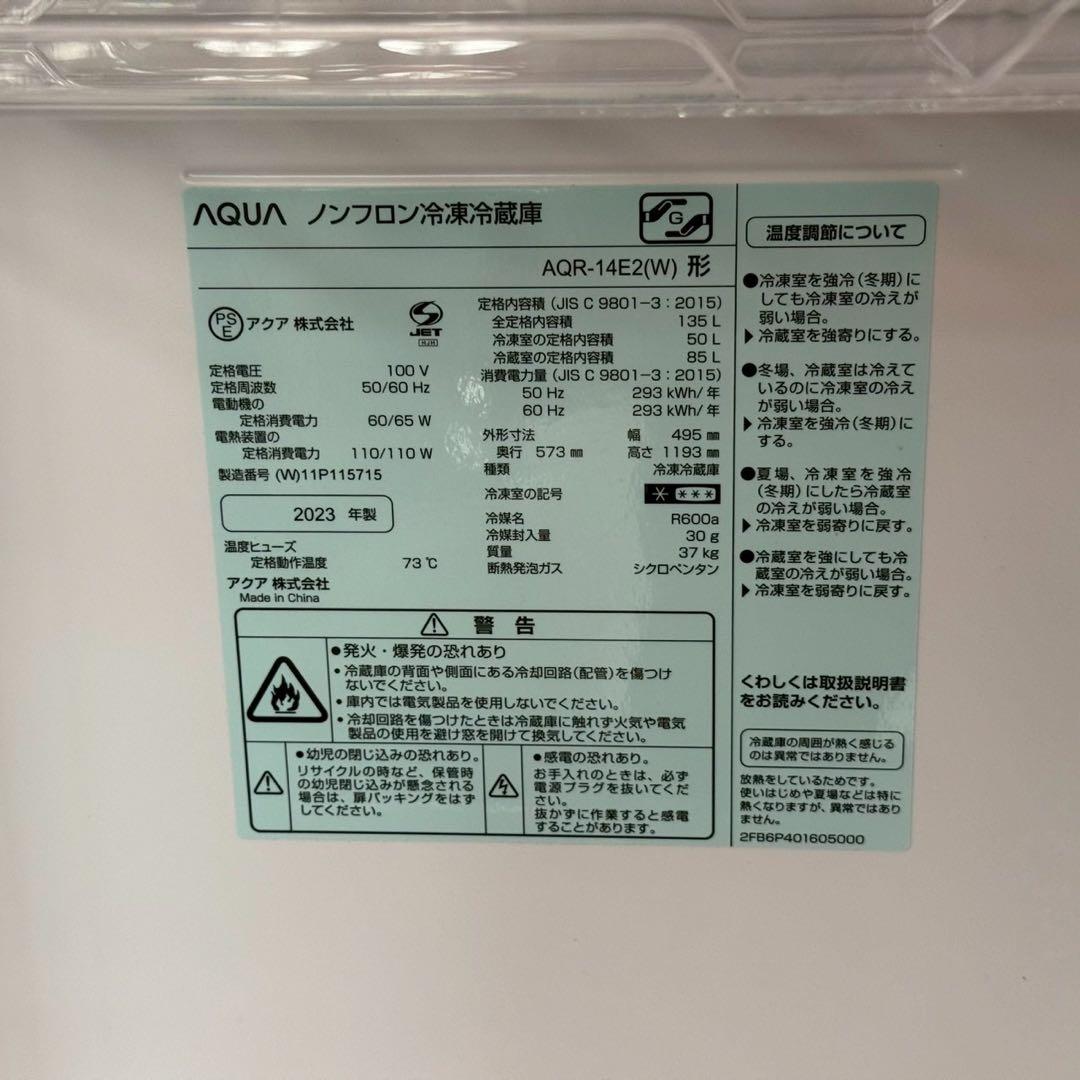 AQUA ノンフロン冷凍冷蔵庫
G
AQR-14E2(W) 形
PS
E
アクア 株式会社
S
JET
定格電圧 100 V
定格周波数 50/60 Hz
電動機の
定格消費電力 60/65 W
電熱装置の
定格消費電力 110/110 W
製造番号 (W)11P115715
2023 年製
温度ヒューズ
定格動作温度 73 ℃
アクア 株式会社
Made in China
定格内容積 (JIS C 9801-3：2015)
全定格内容積 135 L
冷凍室の定格内容積 50 L
冷蔵室の定格内容積 85 L
消費電力量 (JIS C 9801-3：2015)
50 Hz 293 kWh/年
60 Hz 293 kWh/年
外形寸法 幅 495 ㎜
奥行 573 ㎜ 高さ 1193 ㎜
種類 冷凍冷蔵庫
冷凍室の記号 * ***
冷媒名 R600a
冷媒封入量 30 g
質量 37 kg
断熱発泡ガス シクロペンタン
警 告
●発火・爆発の恐れあり
・冷蔵庫の背面や側面にある冷却回路(配管)を傷つけ
ないでください。
・庫内では電気製品を使用しないでください。
・冷却回路を傷つけたときは冷蔵庫に触れず火気や電気
製品の使用を避け窓を開けて換気してください。
●幼児の閉じ込みの恐れあり。
リサイクルの時など、保管時
の幼児閉じ込みが懸念される
場合は、扉パッキングをはず
してください。
●感電の恐れあり。
お手入れのときは、必ず
電源プラグを抜いてくだ
さい。
抜かずに作業すると感電
することがあります。
温度調節について
●冷凍室を強冷(冬期)に
しても冷凍室の冷えが
弱い場合。
▶冷蔵室を強寄りにする。
●冬場、冷蔵室は冷えて
いるのに冷凍室の冷え
が弱い場合。
▶冷凍室を強冷(冬期)に
する。
●夏場、冷凍室を強冷
(冬期)にしたら冷蔵室
の冷えが弱い場合。
▶冷凍室を弱寄りに戻す。
●冷蔵室を強にしても冷
蔵室の冷えが弱い場合。
▶冷凍室を弱寄りに戻す。
くわしくは取扱説明書
をお読みください。
冷蔵庫の周囲が熱く感じる
のは異常ではありません。
放熱をしているためです。
使いはじめや夏場などは特に
熱くなりますが、異常ではあり
ません。
2FB6P401605000